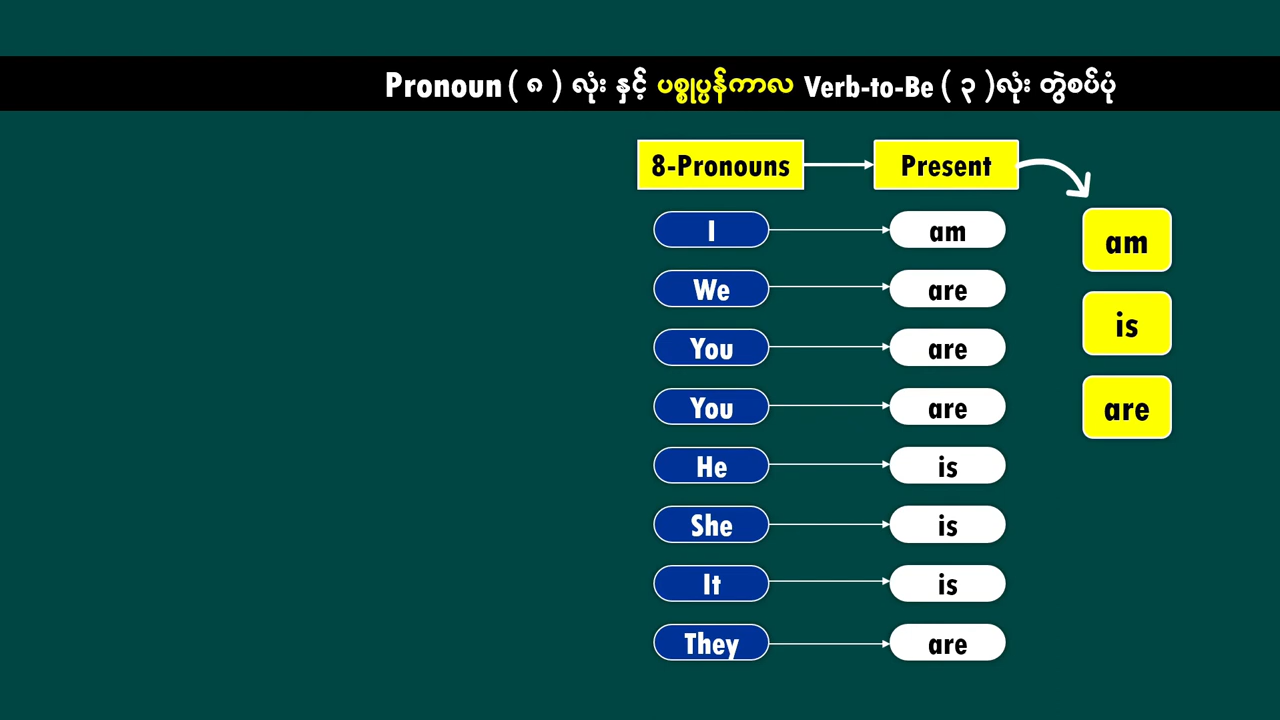 Pronoun ( ၈ ) လုံး နှင့် ပစ္စုပ္ပန်ကာလ Verb-to-Be ( ၃ )လုံး တွဲစပ်ပုံ
8-Pronouns Present
I am
We are
You are
You are
He is
She is
It is
They are
am
is
are